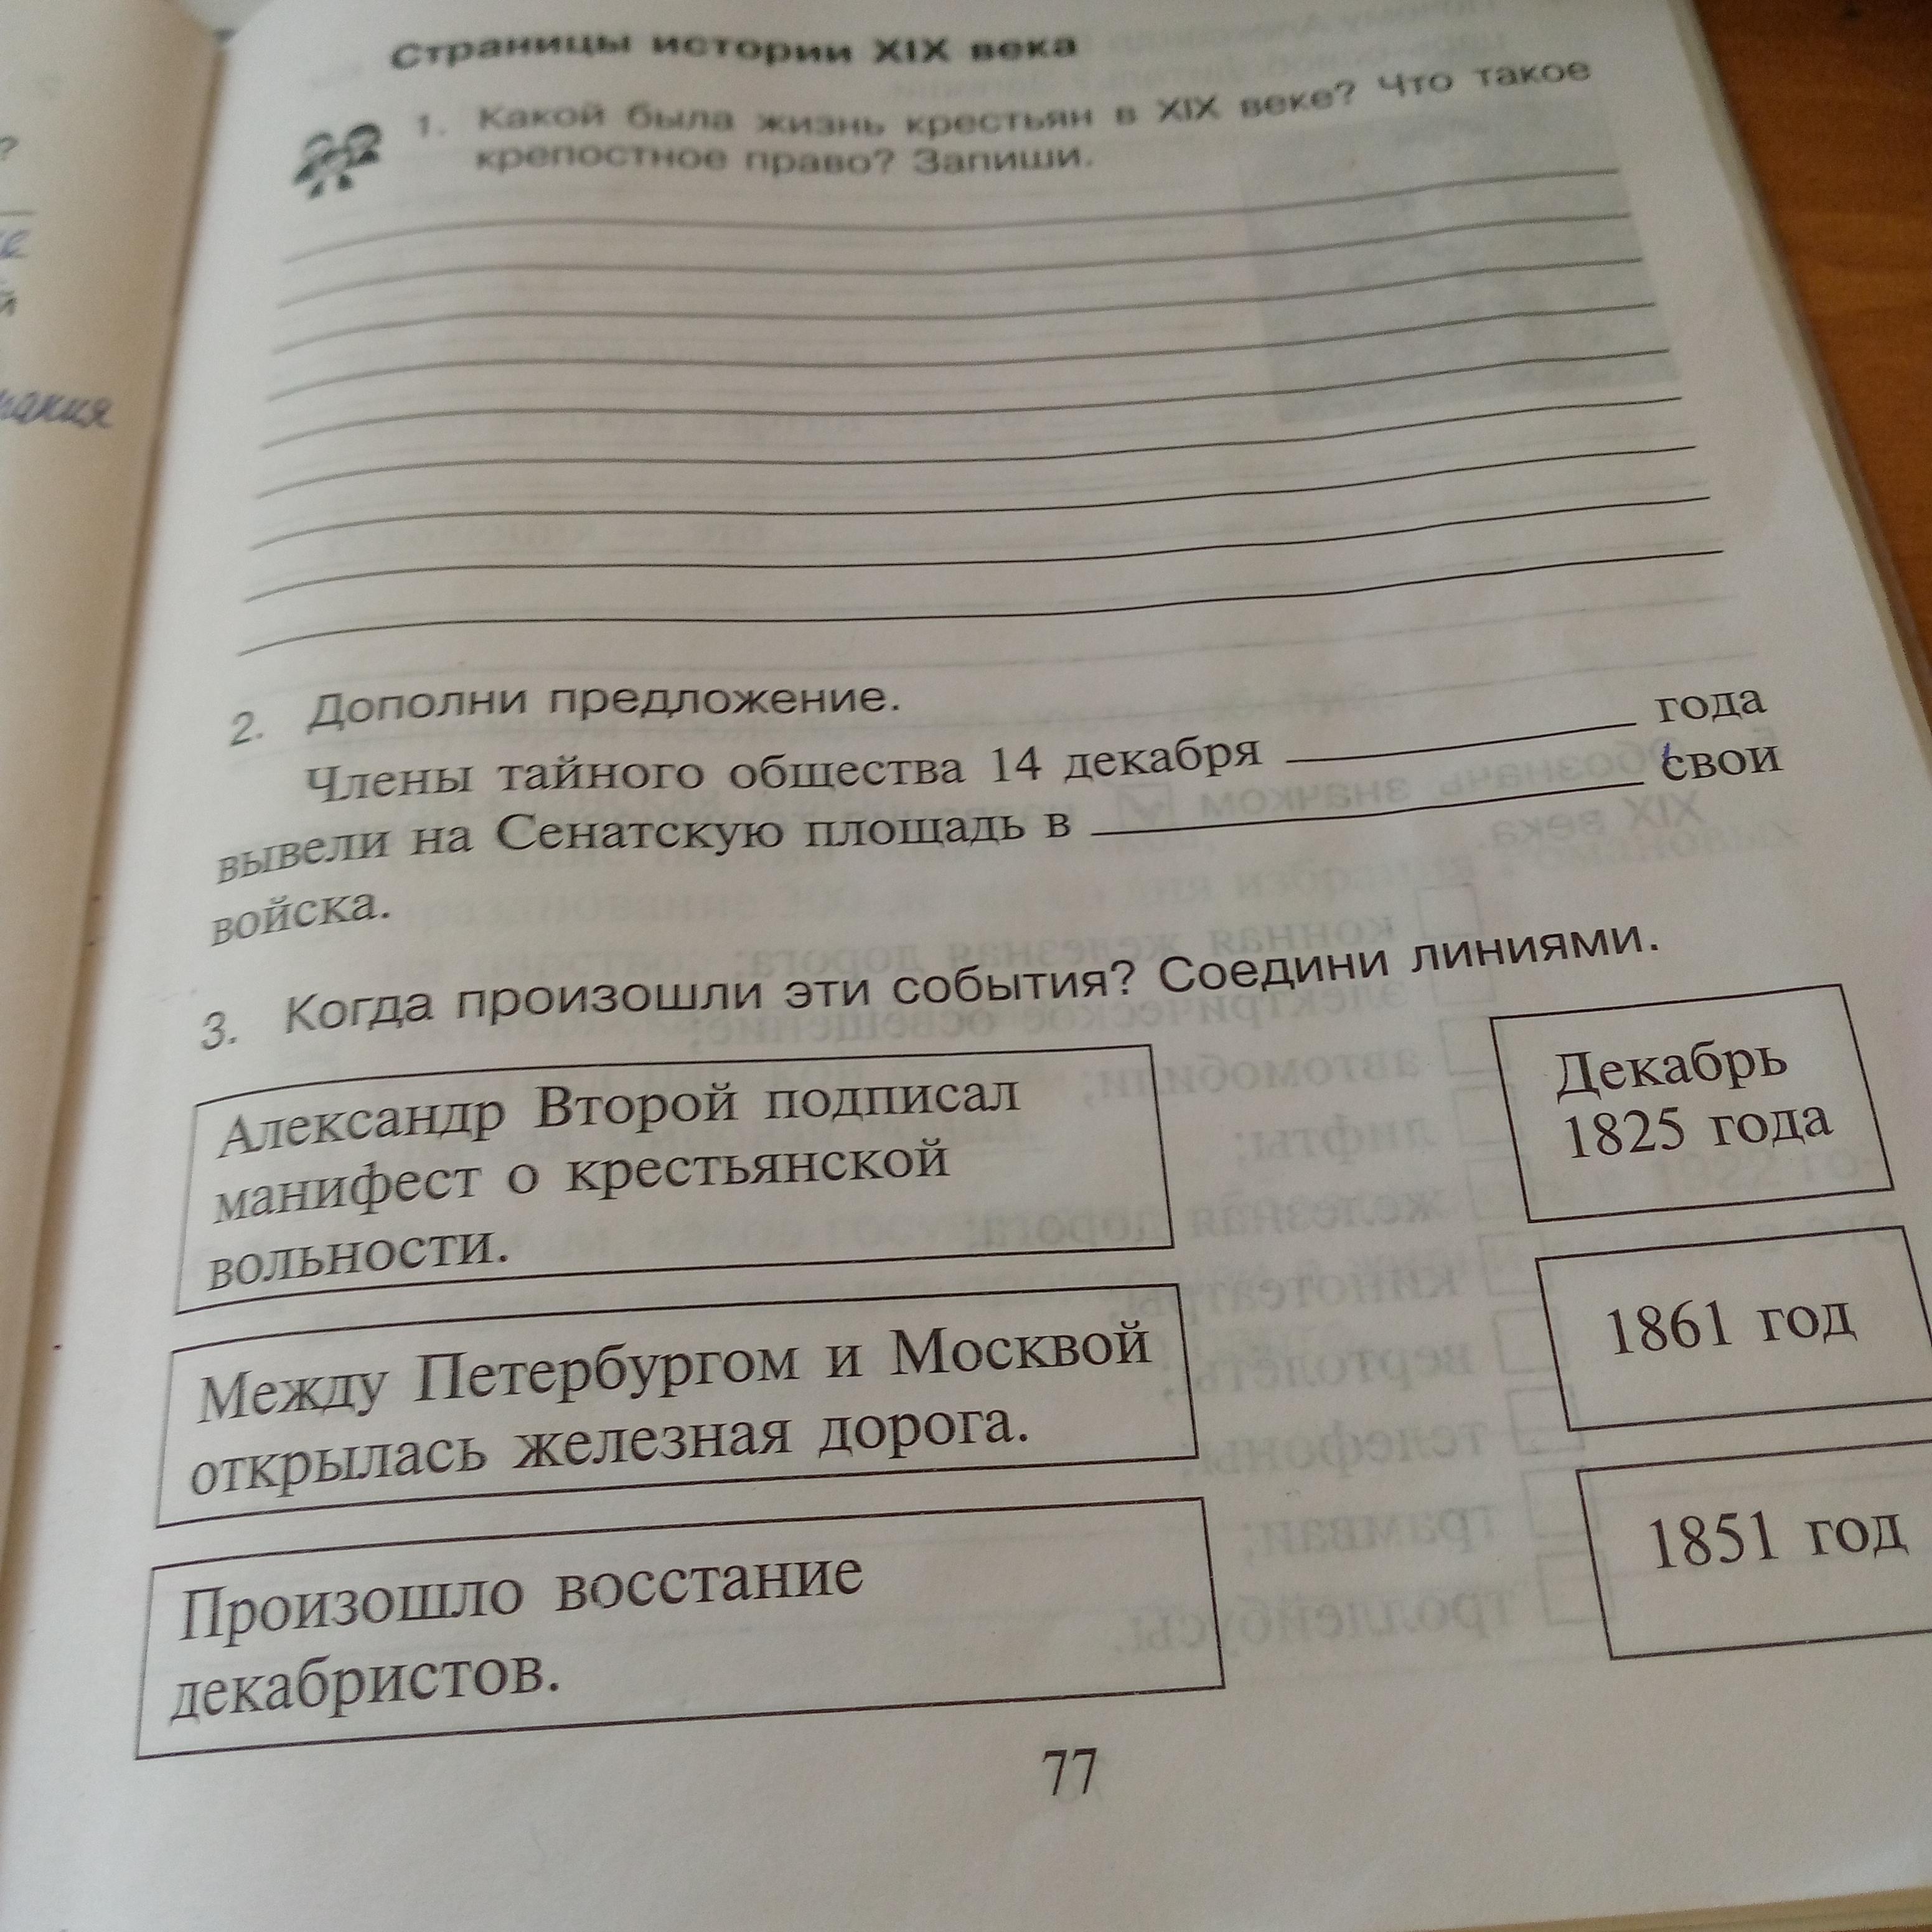 Страницы истории XIX века
1. Какой была жизнь крестьян в XIX веке? Что такое
крепостное право? Запиши.
2. Дополни предложение.
Члены тайного общества 14 декабря ______ года
вывели на Сенатскую площадь в ______ свои
войска.
3. Когда произошли эти события? Соедини линиями.
Александр Второй подписал
манифест о крестьянской
вольности.
Декабрь
1825 года
Между Петербургом и Москвой
открылась железная дорога.
1861 год
Произошло восстание
декабристов.
1851 год
77